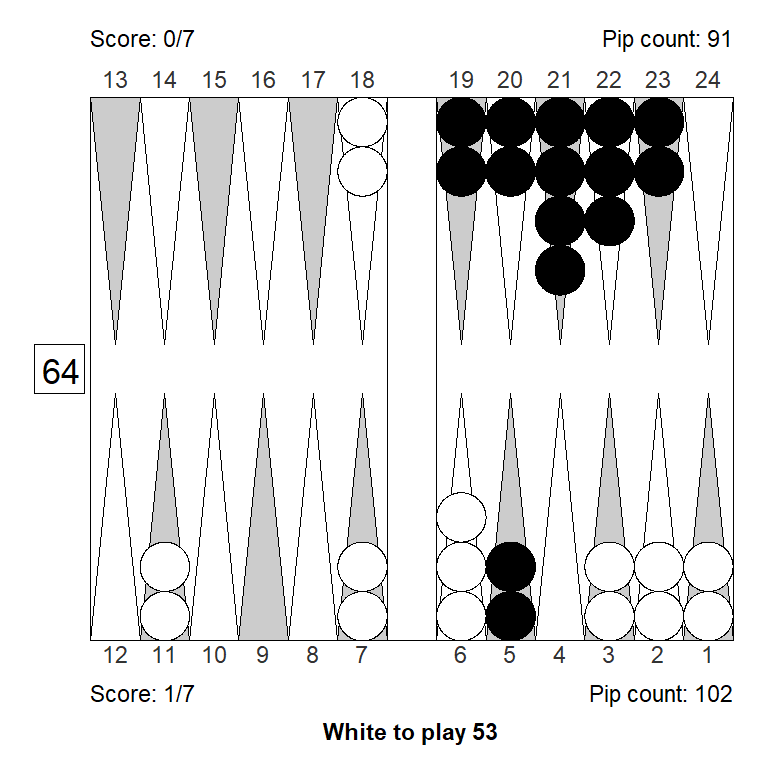 Score: 0/7 Pip count: 91
13 14 15 16 17 18 19 20 21 22 23 24
64
12 11 10 9 8 7 6 5 4 3 2 1
Score: 1/7 Pip count: 102
White to play 53